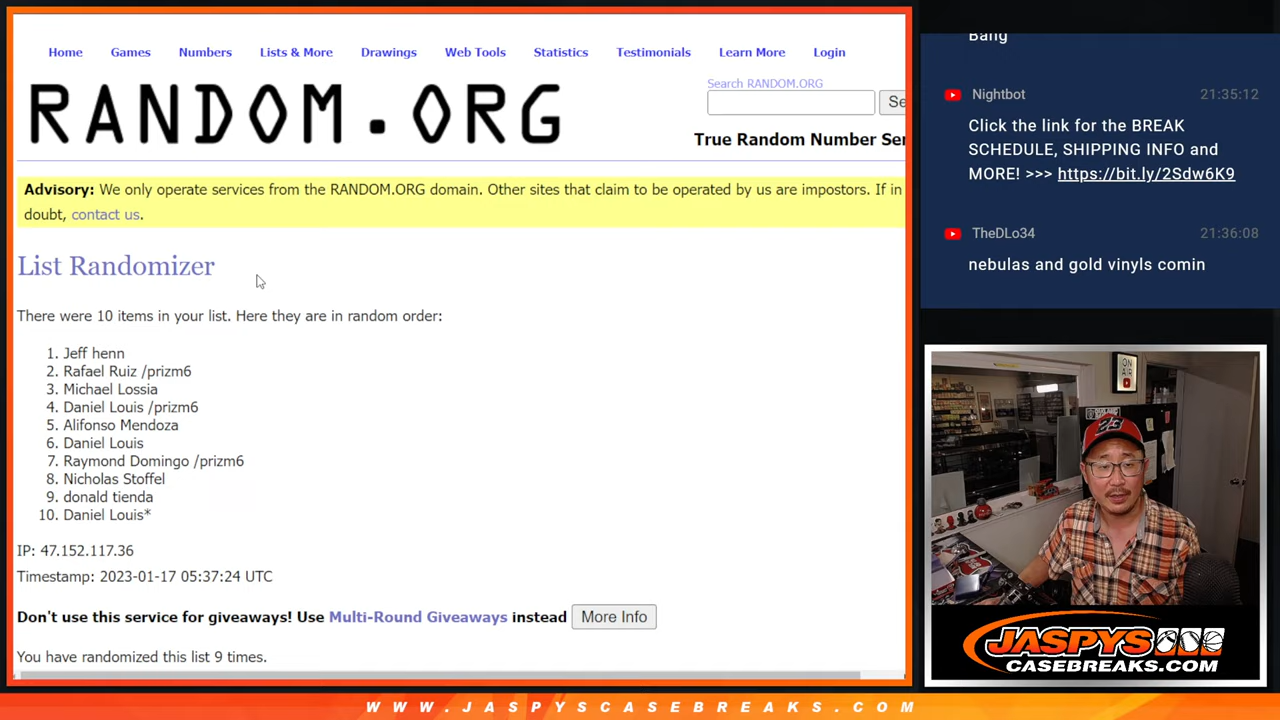 Home Games Numbers Lists & More Drawings Web Tools Statistics Testimonials Learn More Login
RANDOM.ORG
Search RANDOM.ORG
Se
True Random Number Ser
Advisory: We only operate services from the RANDOM.ORG domain. Other sites that claim to be operated by us are impostors. If in
doubt, contact us.
List Randomizer
There were 10 items in your list. Here they are in random order:
1. Jeff henn
2. Rafael Ruiz /prizm6
3. Michael Lossia
4. Daniel Louis /prizm6
5. Alifonso Mendoza
6. Daniel Louis
7. Raymond Domingo /prizm6
8. Nicholas Stoffel
9. donald tienda
10. Daniel Louis*
IP: 47.152.117.36
Timestamp: 2023-01-17 05:37:24 UTC
Don't use this service for giveaways! Use Multi-Round Giveaways instead More Info
You have randomized this list 9 times.
Bang
Nightbot 21:35:12
Click the link for the BREAK
SCHEDULE, SHIPPING INFO and
MORE! >>> https://bit.ly/2Sdw6K9
TheDLo34 21:36:08
nebulas and gold vinyls comin
ON
AIR
23
JASPYS
CASEBREAKS.COM
WWW.JASPYSCASEBREAKS.COM